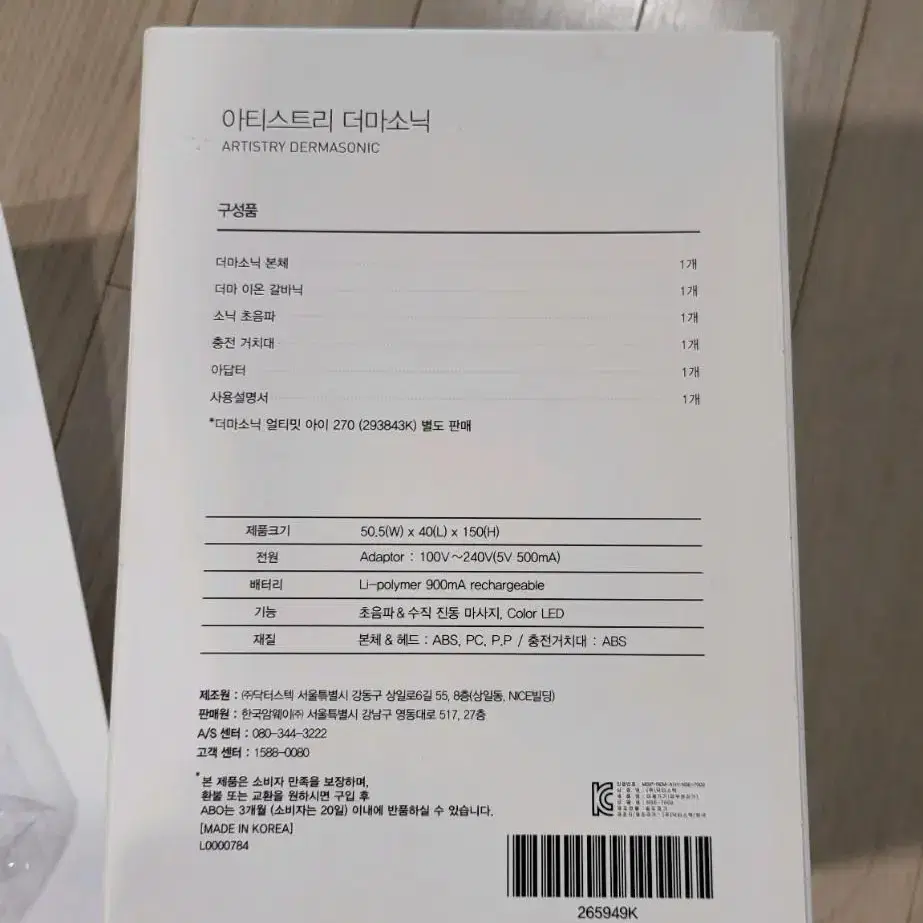 아티스트리 더마소닉
ARTISTRY DERMASONIC
구성품
더마소닉 본체 1개
더마 이온 갈바닉 1개
소닉 초음파 1개
충전 거치대 1개
아답터 1개
사용설명서 1개
*더마소닉 얼티밋 아이 270 (293843K) 별도 판매
제품크기 50.5(W) x 40(L) x 150(H)
전원 Adaptor : 100V~240V(5V 500mA)
배터리 Li-polymer 900mA rechargeable
기능 초음파 & 수직 진동 마사지, Color LED
재질 본체 & 헤드 : ABS, PC, P.P / 충전거치대 : ABS
제조원 : ㈜닥터스텍 서울특별시 강동구 상일로6길 55, 8층(상일동, NICE빌딩)
판매원 : 한국암웨이㈜ 서울특별시 강남구 영동대로 517, 27층
A/S 센터 : 080-344-3222
고객 센터 : 1588-0080
*본 제품은 소비자 만족을 보장하며,
환불 또는 교환을 원하시면 구입 후
ABO는 3개월 (소비자는 20일) 이내에 반품하실 수 있습니다.
[MADE IN KOREA]
L0000784
265949K